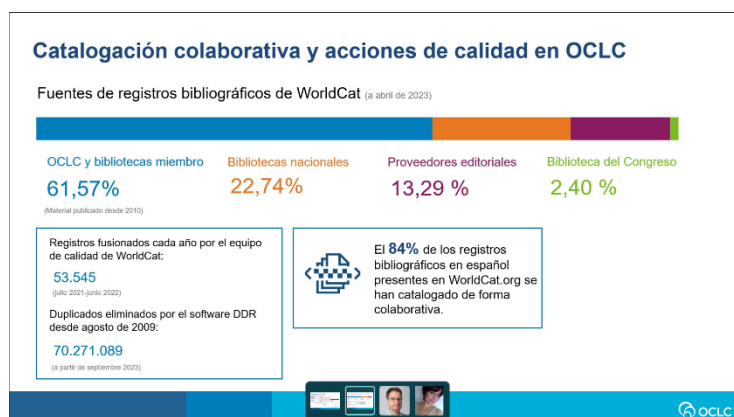 Catalogación colaborativa y acciones de calidad en OCLC
Fuentes de registros bibliográficos de WorldCat (a abril de 2023)
OCLC y bibliotecas miembro
61,57%
(Material publicado desde 2010)
Bibliotecas nacionales
22,74%
Proveedores editoriales
13,29 %
Biblioteca del Congreso
2,40 %
Registros fusionados cada año por el equipo
de calidad de WorldCat:
53.545
(julio 2021-junio 2022)
Duplicados eliminados por el software DDR
desde agosto de 2009:
70.271.089
(a partir de septiembre 2023)
El 84% de los registros
bibliográficos en español
presentes en WorldCat.org se
han catalogado de forma
colaborativa.
OCLC